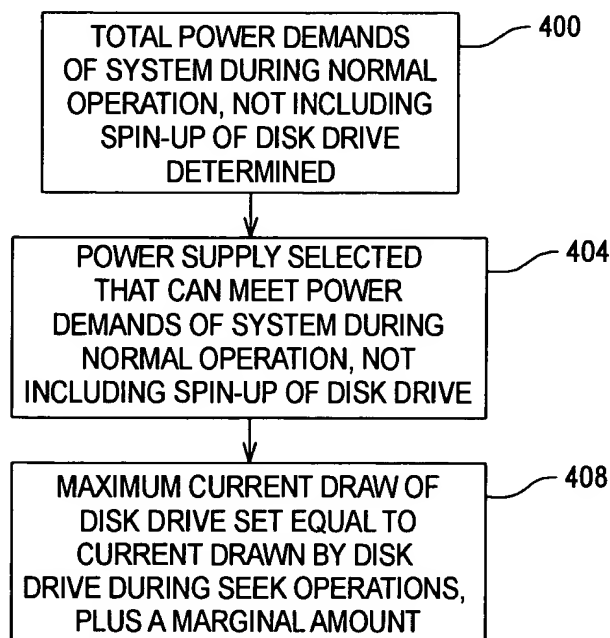 TOTAL POWER DEMANDS
OF SYSTEM DURING NORMAL
OPERATION, NOT INCLUDING
SPIN-UP OF DISK DRIVE
DETERMINED
400
POWER SUPPLY SELECTED
THAT CAN MEET POWER
DEMANDS OF SYSTEM DURING
NORMAL OPERATION, NOT
INCLUDING SPIN-UP OF DISK DRIVE
404
MAXIMUM CURRENT DRAW OF
DISK DRIVE SET EQUAL TO
CURRENT DRAWN BY DISK
DRIVE DURING SEEK OPERATIONS,
PLUS A MARGINAL AMOUNT
408